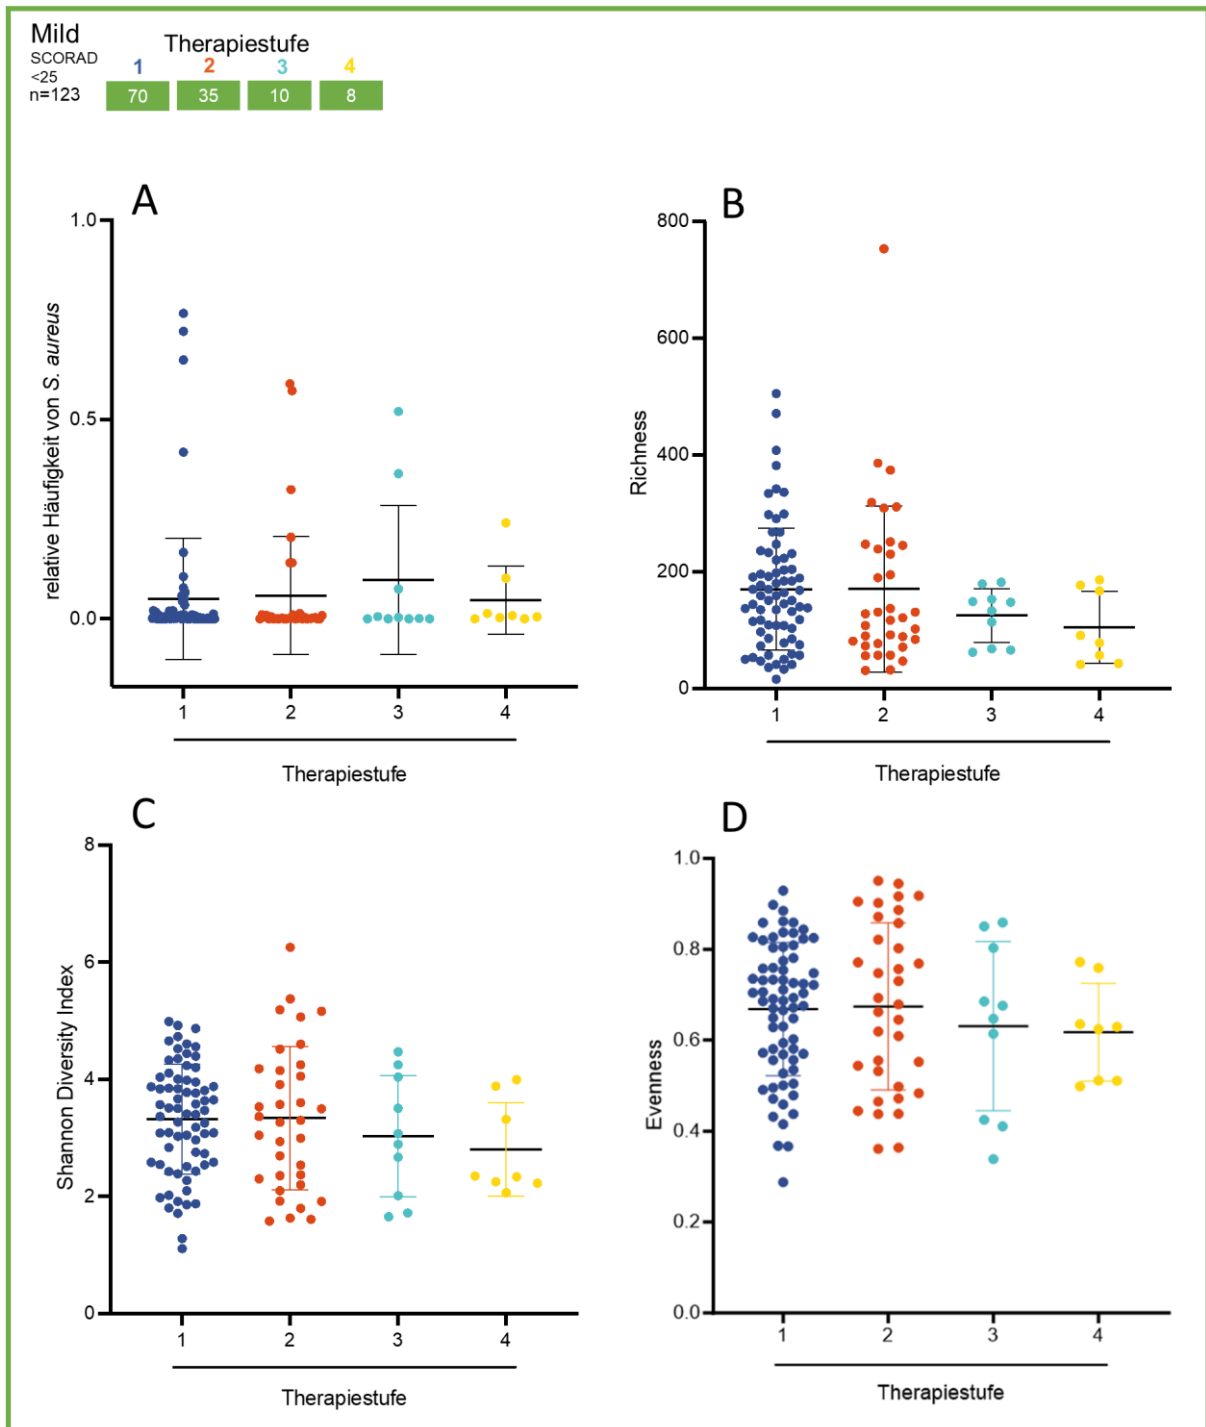 Mild
Therapiestufe
SCORAD
<25
n=123
1 2 3 4
70 35 10 8
A
1.0
0.5
0.0
relative Häufigkeit von S. aureus
1 2 3 4
Therapiestufe
B
800
600
400
200
0
Richness
1 2 3 4
Therapiestufe
C
8
6
4
2
0
Shannon Diversity Index
1 2 3 4
Therapiestufe
D
1.0
0.8
0.6
0.4
0.2
0.0
Evenness
1 2 3 4
Therapiestufe